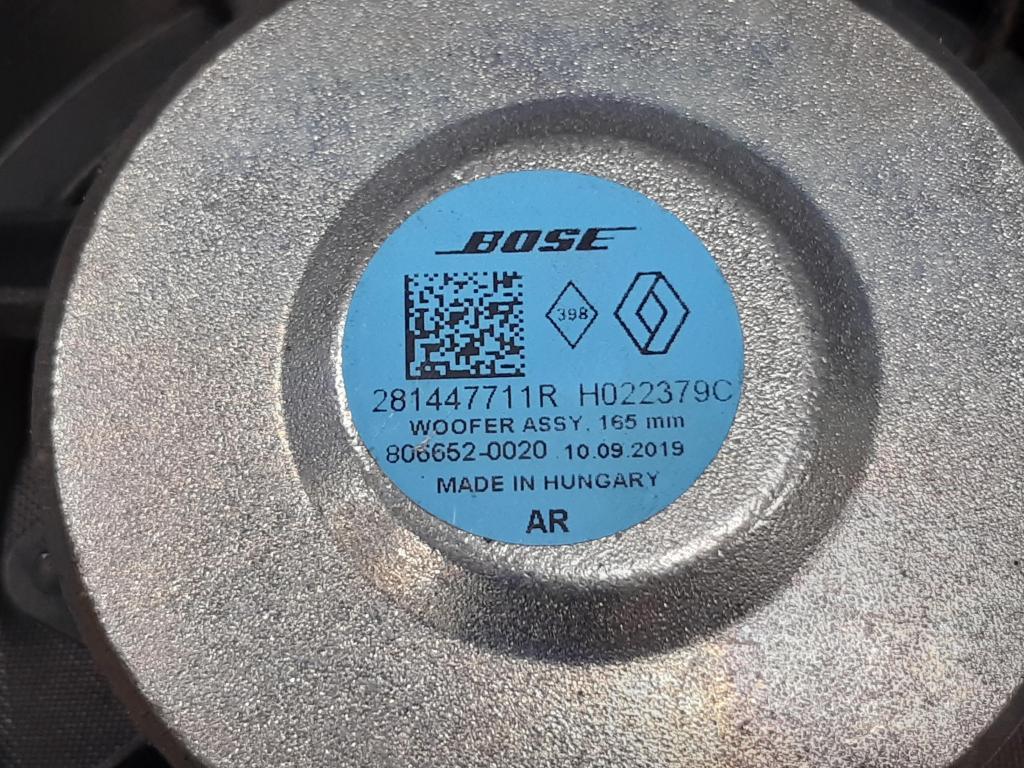 BOSE
398
281447711R H022379C
WOOFER ASSY. 165 mm
806652-0020 10.09.2019
MADE IN HUNGARY
AR